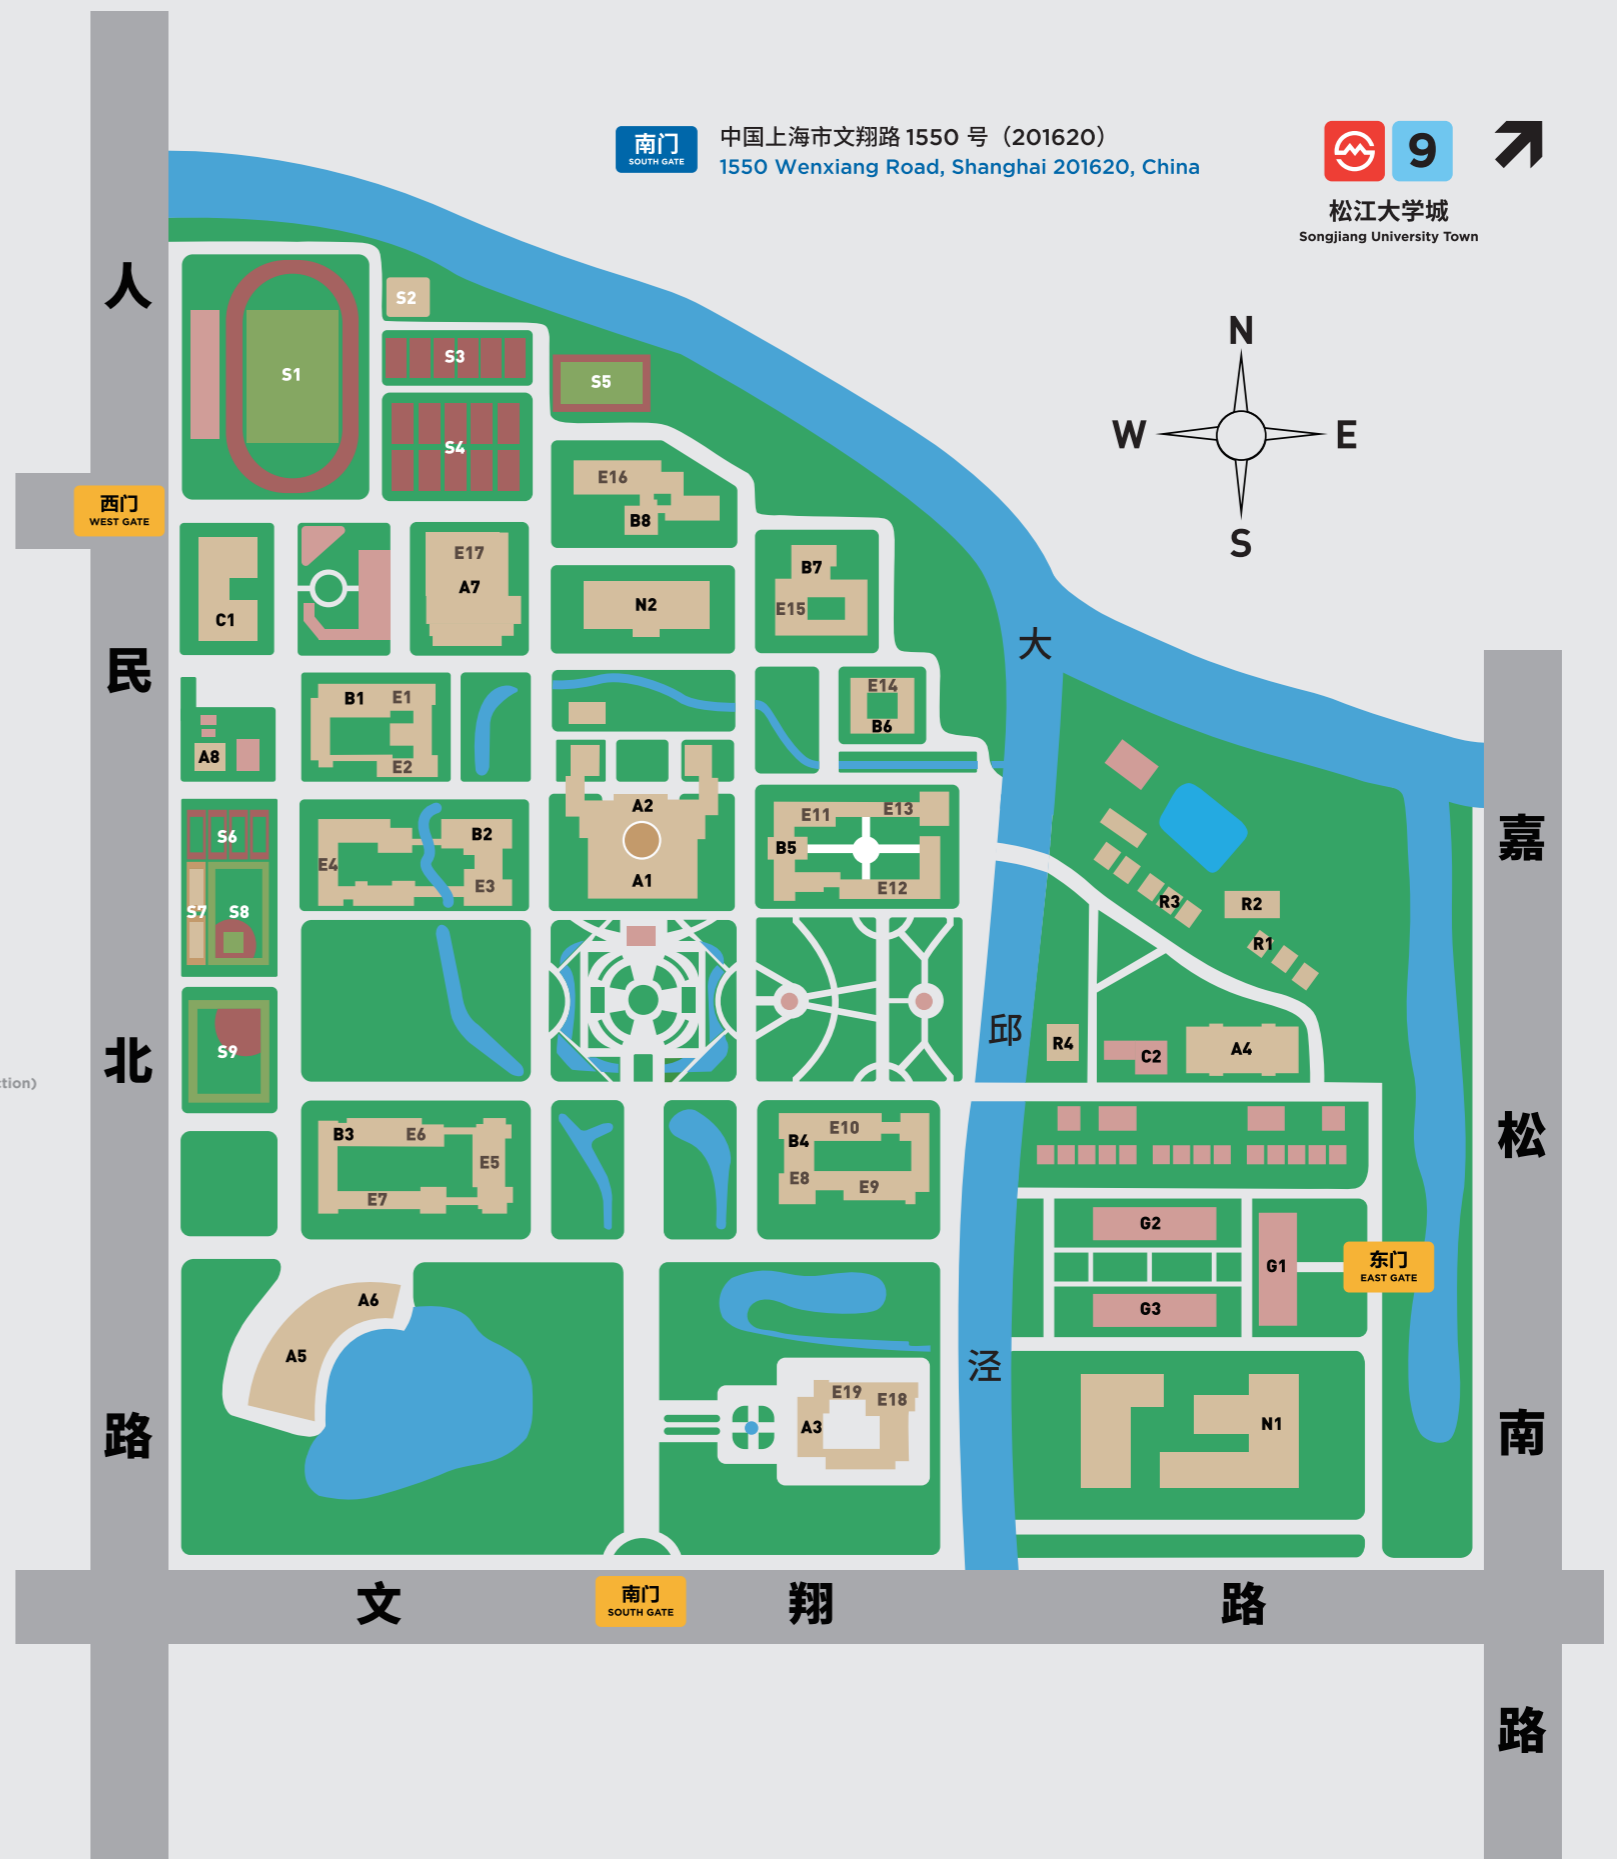 南门
SOUTH GATE
中国上海市文翔路 1550 号（201620）
1550 Wenxiang Road, Shanghai 201620, China
9
松江大学城
Songjiang University Town
人
民
北
路
N
W
E
S
S1
S2
S3
S4
S5
西门
WEST GATE
E16
B8
E17
A7
C1
N2
B7
E15
大
邱
泾
B1
E1
E2
A8
E14
B6
A2
A1
S6
S7
S8
S9
E4
B2
E3
E11
E13
B5
E12
R3
R2
R1
R4
C2
A4
嘉
松
南
路
tion)
B3
E6
E5
E7
B4
E10
E8
E9
G2
G1
G3
东门
EAST GATE
A6
A5
E19
E18
A3
N1
文
翔
路
南门
SOUTH GATE